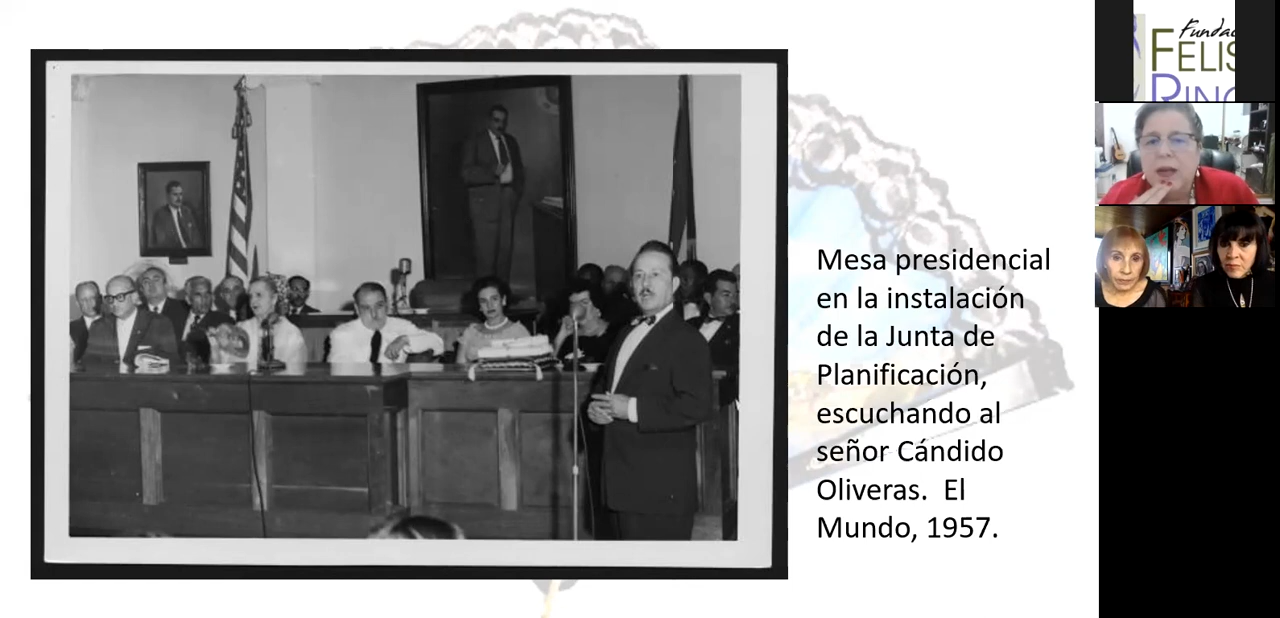 Mesa presidencial
en la instalación
de la Junta de
Planificación,
escuchando al
señor Cándido
Oliveras.  El
Mundo, 1957.